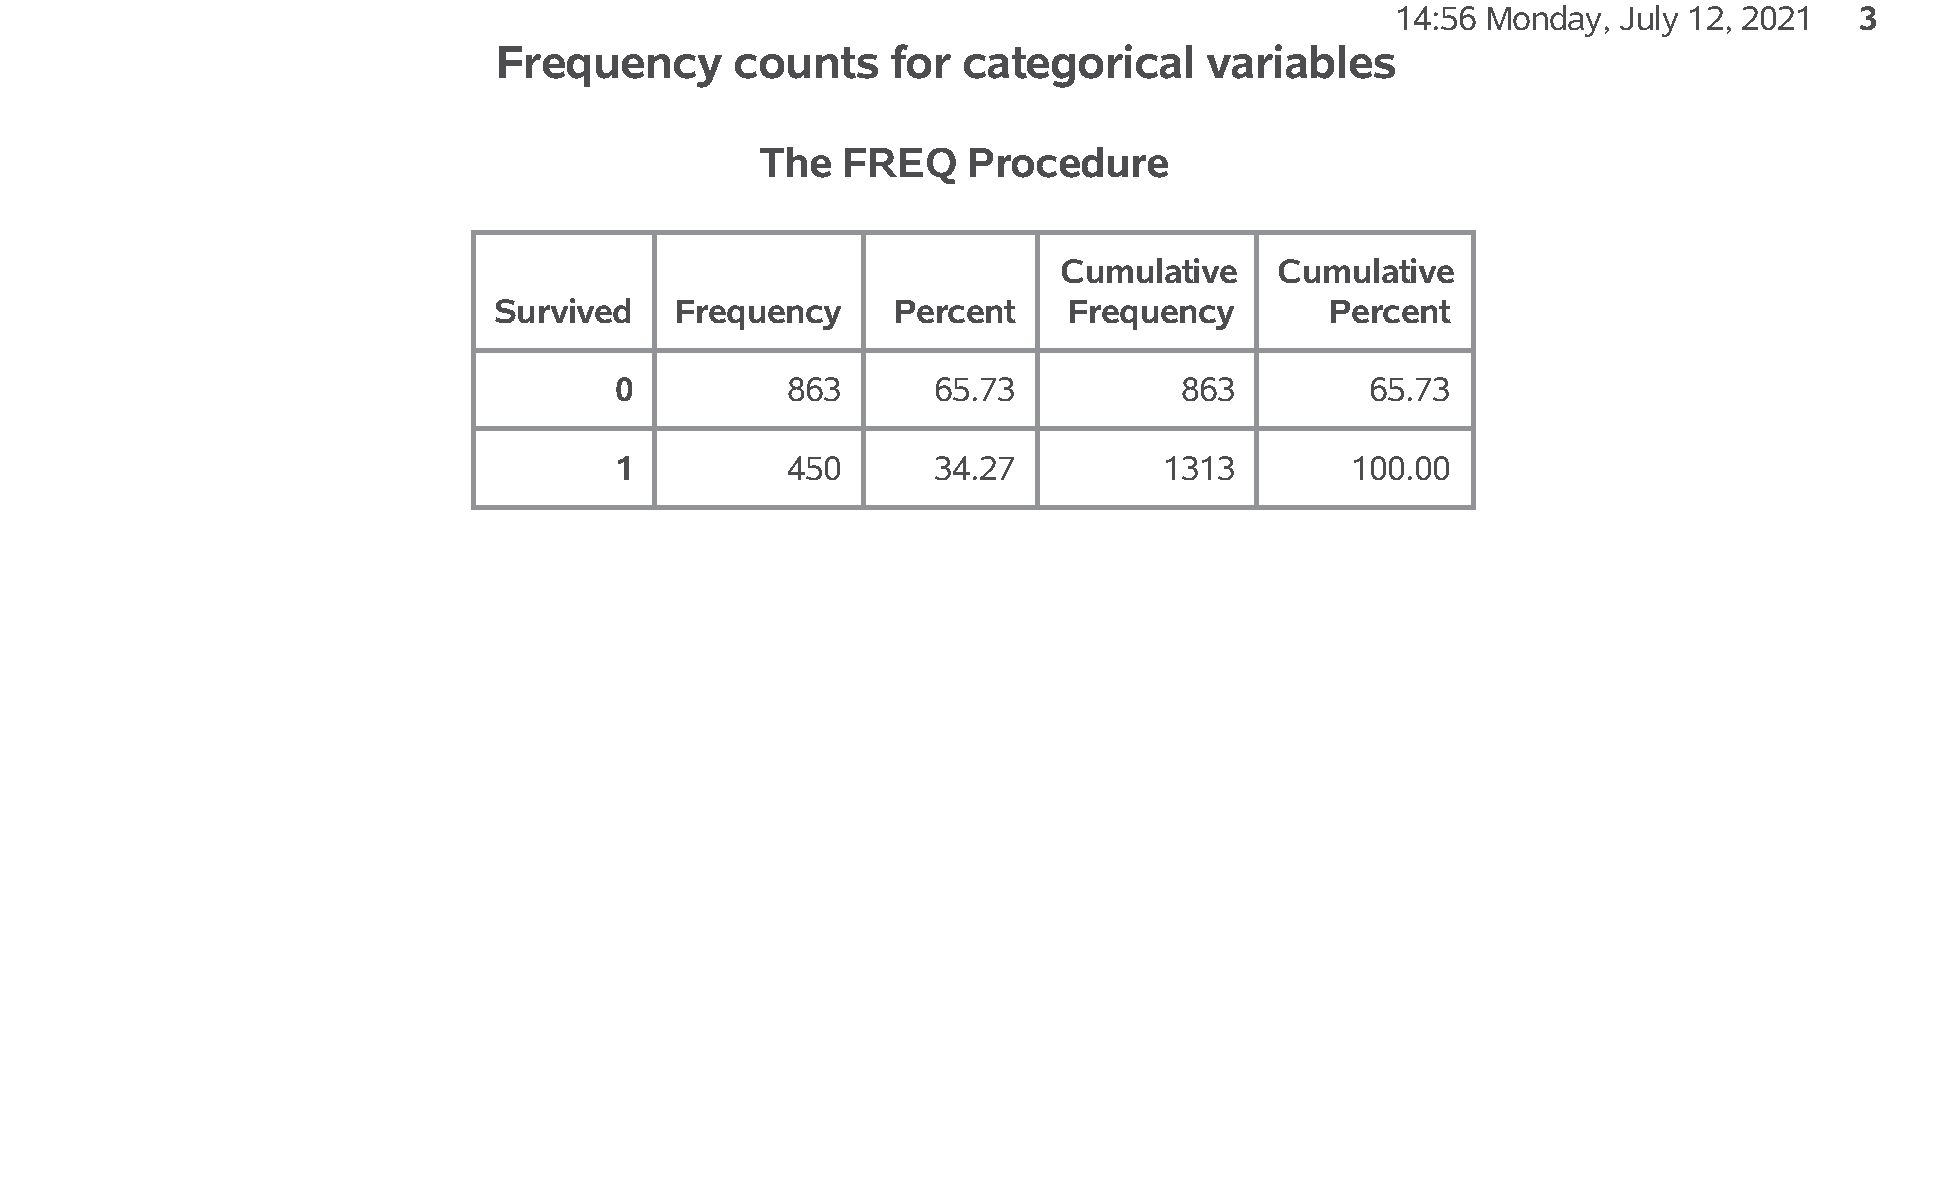 14:56 Monday, July 12, 2021 3
Frequency counts for categorical variables
The FREQ Procedure
Survived Frequency Percent Cumulative Frequency Cumulative Percent
0 863 65.73 863 65.73
1 450 34.27 1313 100.00